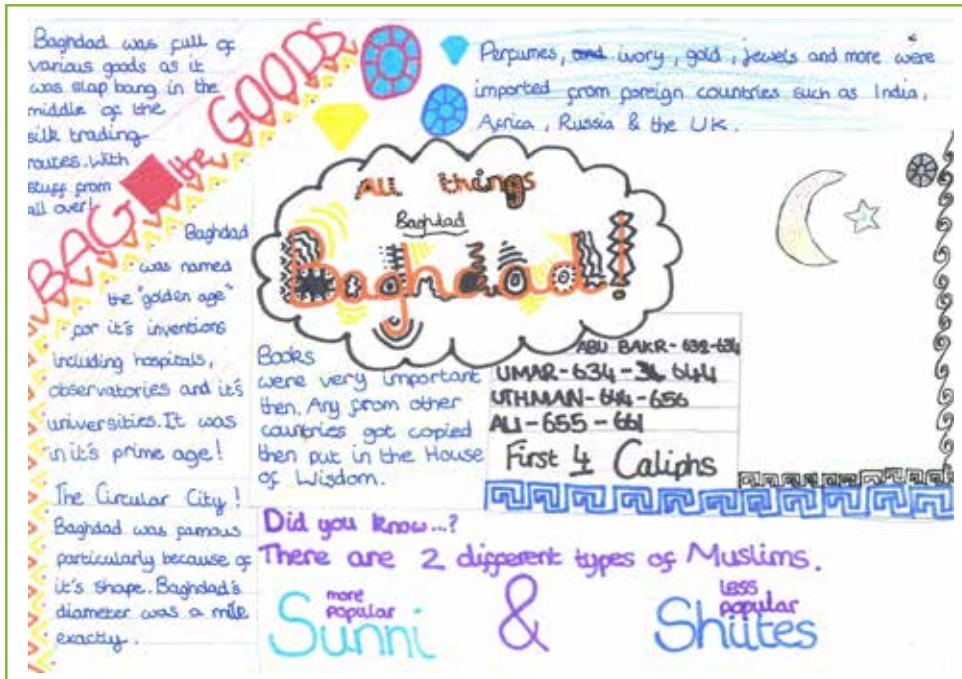 Baghdad was full of
various goods as it
was slap bang in the
middle of the
silk trading
routes. With
stuff from
all over!
BAG the GOODS
Perfumes, and ivory, gold, jewels and more were
imported from foreign countries such as India,
Africa, Russia & the UK.
All things
Baghdad
Baghdad!
Baghdad
was named
the "golden age"
for it's inventions
including hospitals,
observatories and it's
universities. It was
in it's prime age!
The Circular City!
Baghdad was famous
particularly because of
it's shape. Baghdad's
diameter was a mile
exactly.
Books
were very important
then. Any from other
countries got copied
then put in the House
of Wisdom.
ABU BAKR - 632-634
UMAR - 634 - 644
UTHMAN - 644 - 656
ALI - 655 - 661
First 4 Caliphs
Did you know...?
There are 2 different types of Muslims.
more
popular
Sunni
&
less
popular
Shiites